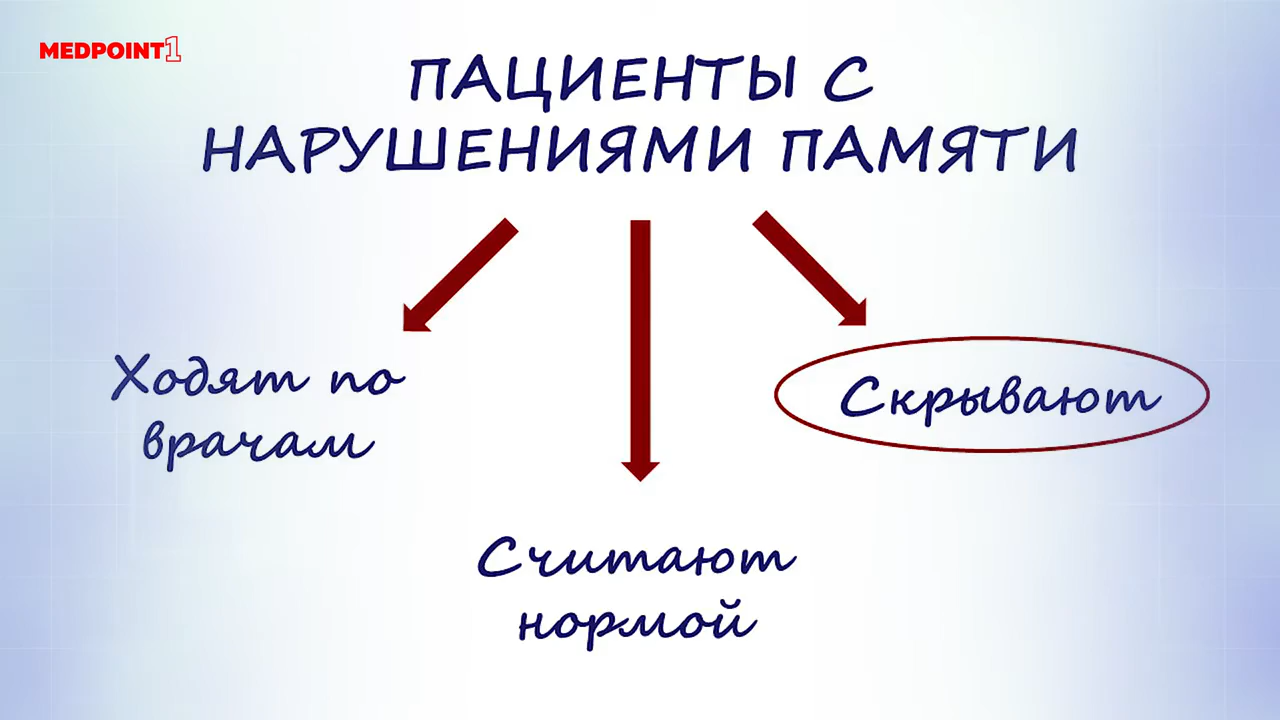 MEDPOINT1
ПАЦИЕНТЫ С
НАРУШЕНИЯМИ ПАМЯТИ
Ходят по
врачам
Скрывают
Считают
нормой